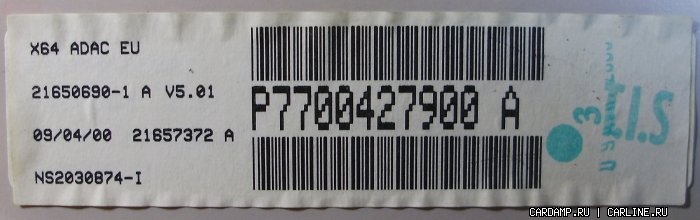 X64 ADAC EU
21650690-1 A V5.01
09/04/00 21657372 A
NS2030874-I
P7700427900 A
3
I.S
CARDAMP.RU | CARLINE.RU